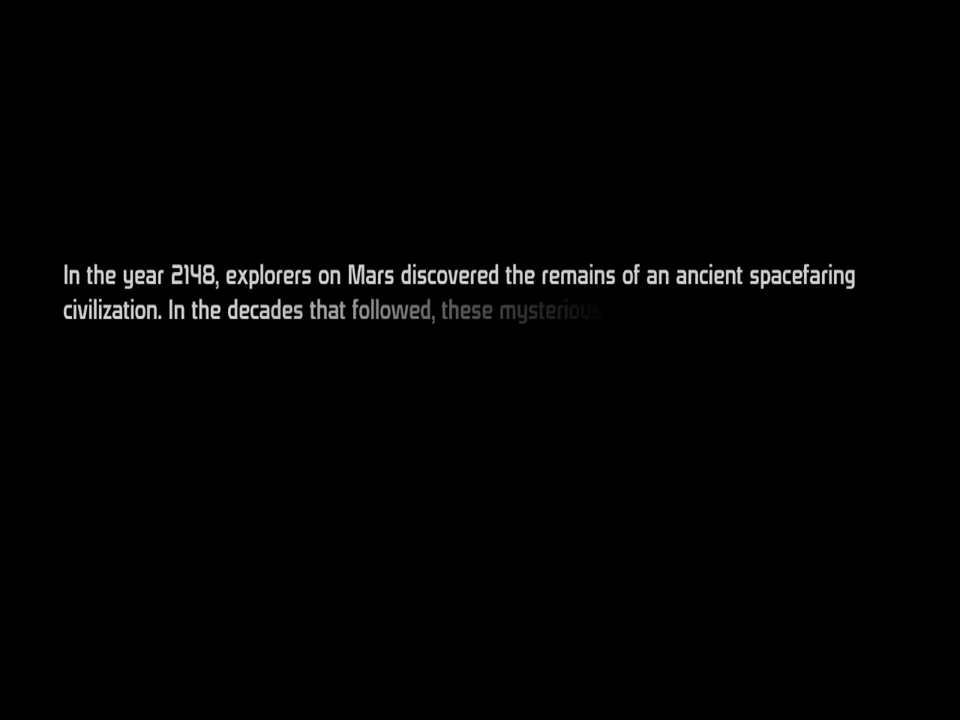 In the year 2148, explorers on Mars discovered the remains of an ancient spacefaring
civilization. In the decades that followed, these mysterious